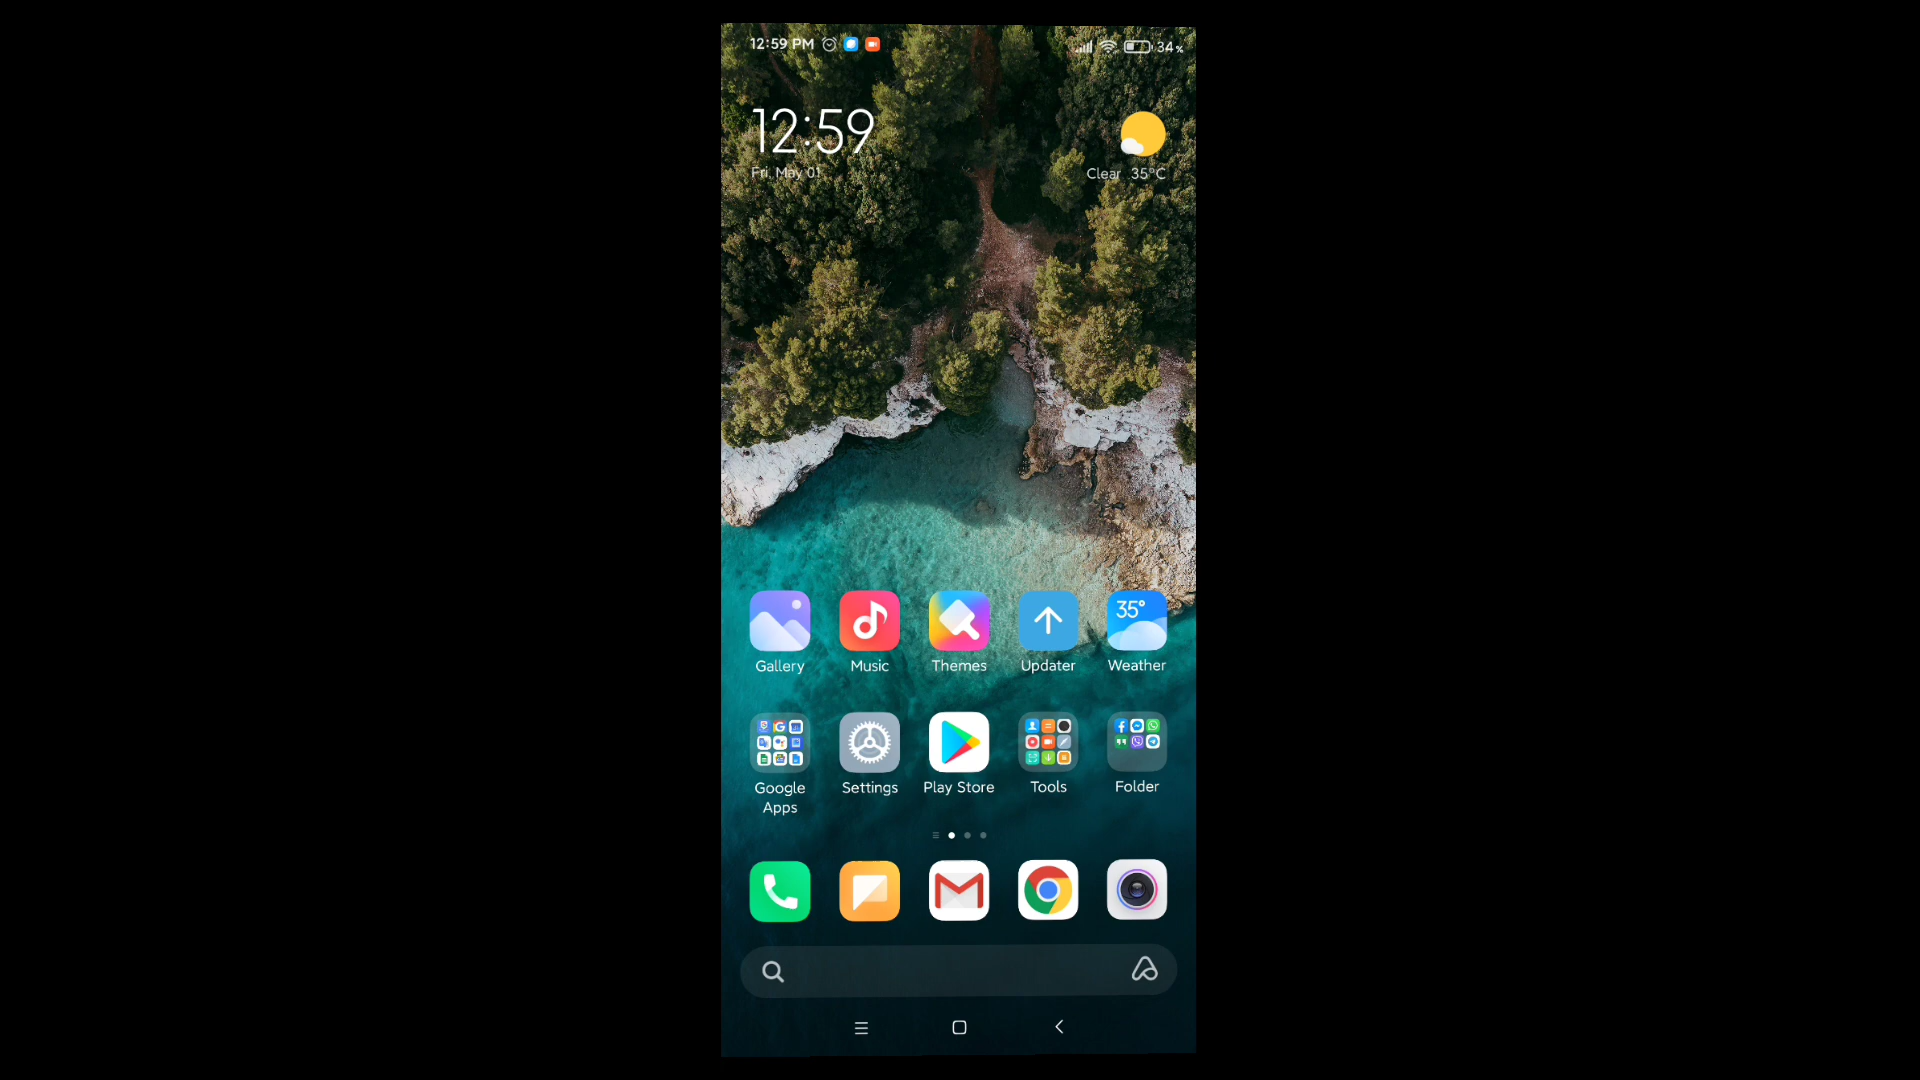 12:59 PM 34%
12:59
Fri, May 01
Clear 35°C
35°
Gallery Music Themes Updater Weather
Google Apps Settings Play Store Tools Folder